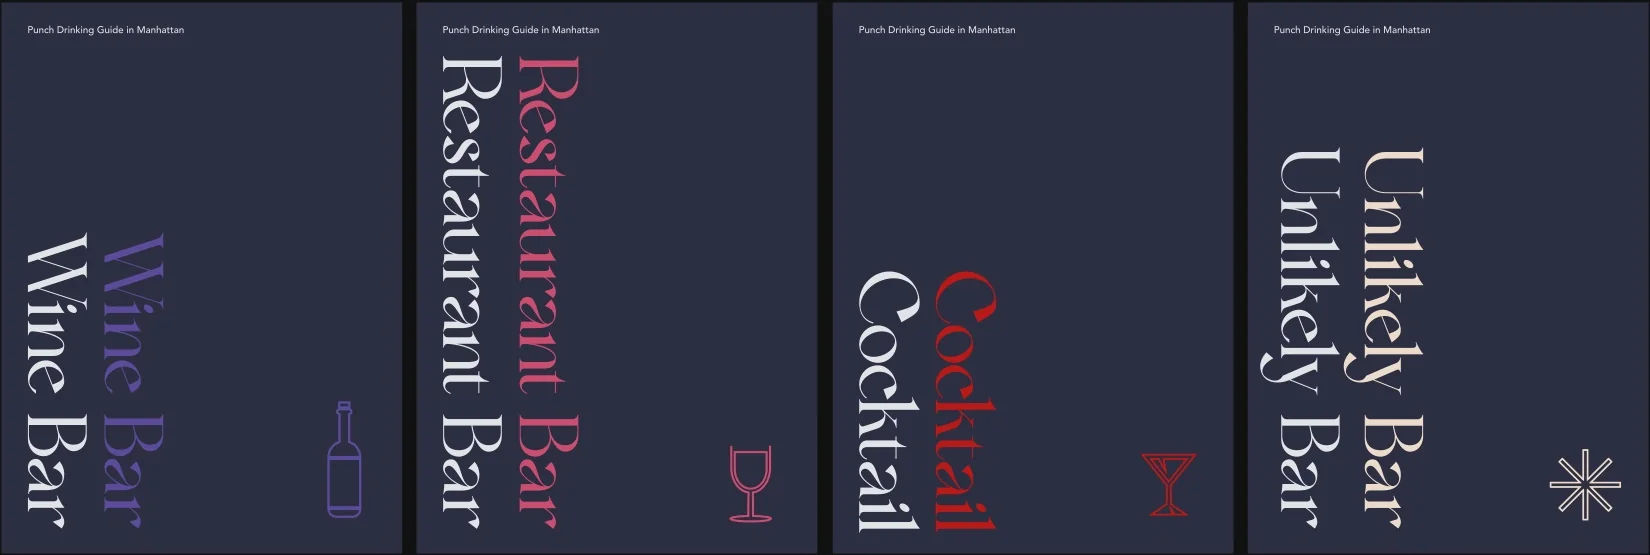 Punch Drinking Guide in Manhattan
Wine Bar
Wine Bar
Punch Drinking Guide in Manhattan
Restaurant Bar
Restaurant Bar
Punch Drinking Guide in Manhattan
Cocktail
Cocktail
Punch Drinking Guide in Manhattan
Unlikely Bar
Unlikely Bar